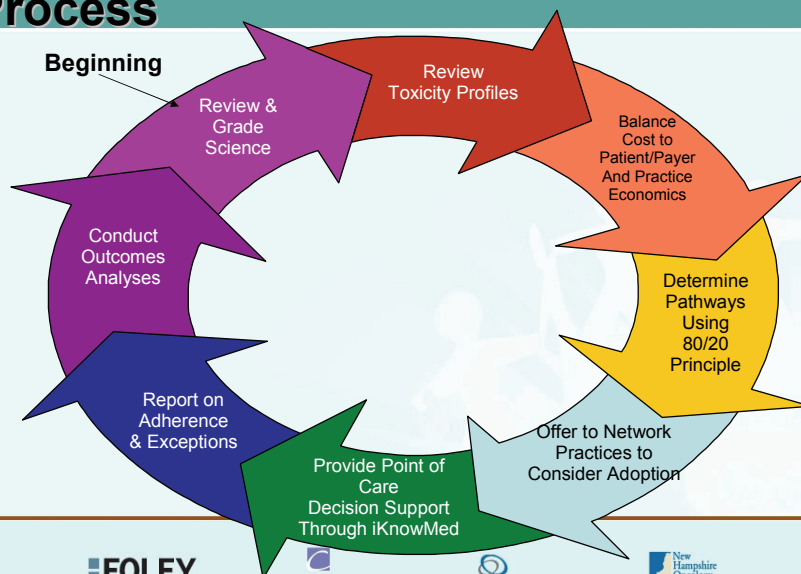 Process
Beginning
Review &
Grade
Science
Review
Toxicity Profiles
Balance
Cost to
Patient/Payer
And Practice
Economics
Determine
Pathways
Using
80/20
Principle
Offer to Network
Practices to
Consider Adoption
Provide Point of
Care
Decision Support
Through iKnowMed
Report on
Adherence
& Exceptions
Conduct
Outcomes
Analyses
FOLEY
New
Hampshire